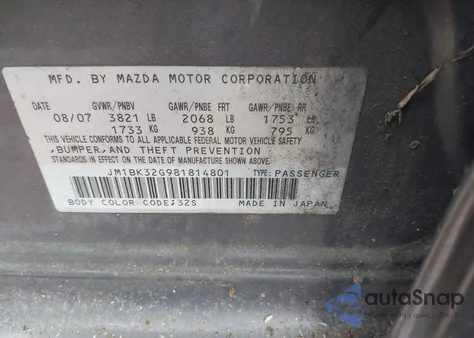 MFD. BY MAZDA MOTOR CORPORATION
DATE GVWR/PNBV GAWR/PNBE FRT GAWR/PNBE RR
08/07 3821 LB 2068 LB 1753 LB
1733 KG 938 KG 795 KG
THIS VEHICLE CONFORMS TO ALL APPLICABLE FEDERAL MOTOR VEHICLE SAFETY
, BUMPER, AND THEFT PREVENTION
STANDARDS IN EFFECT ON THE DATE OF MANUFACTURE SHOWN ABOVE.
JM1BK32G981814801 TYPE: PASSENGER
BODY COLOR CODE:32S MADE IN JAPAN
autoSnap